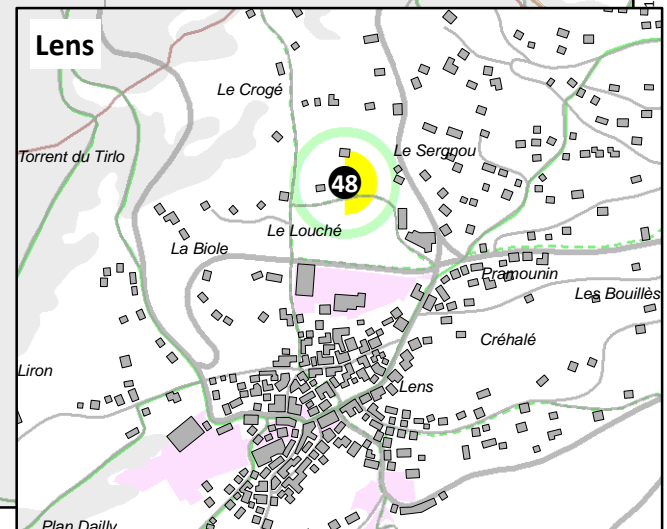 Lens
Le Crogé
Torrent du Tirlo
Le Sergnou
48
La Biole
Le Louché
Pramounin
Les Bouillès
Créhalé
Liron
Lens
Plan Dailly